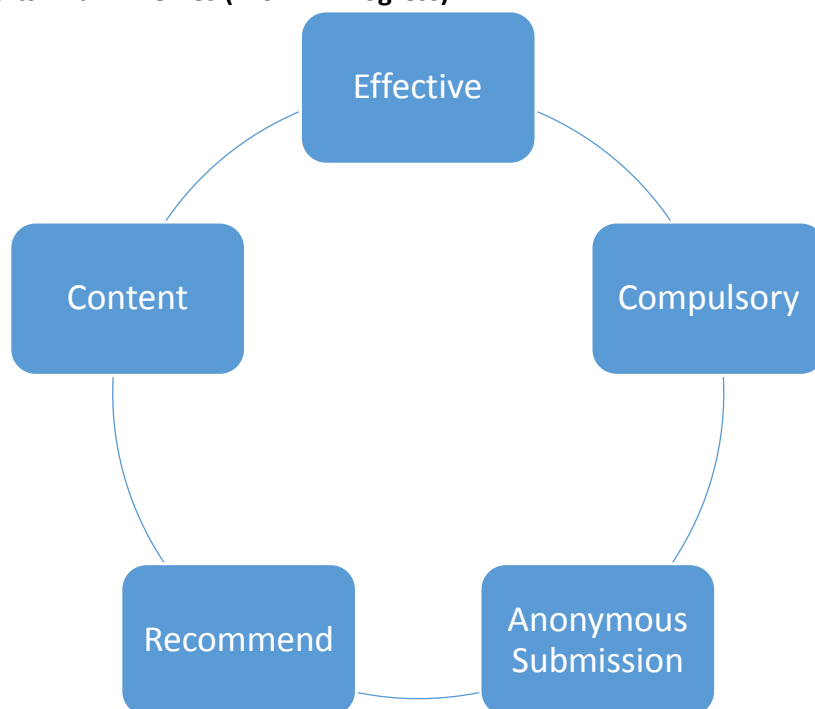 Effective
Content
Compulsory
Recommend
Anonymous
Submission